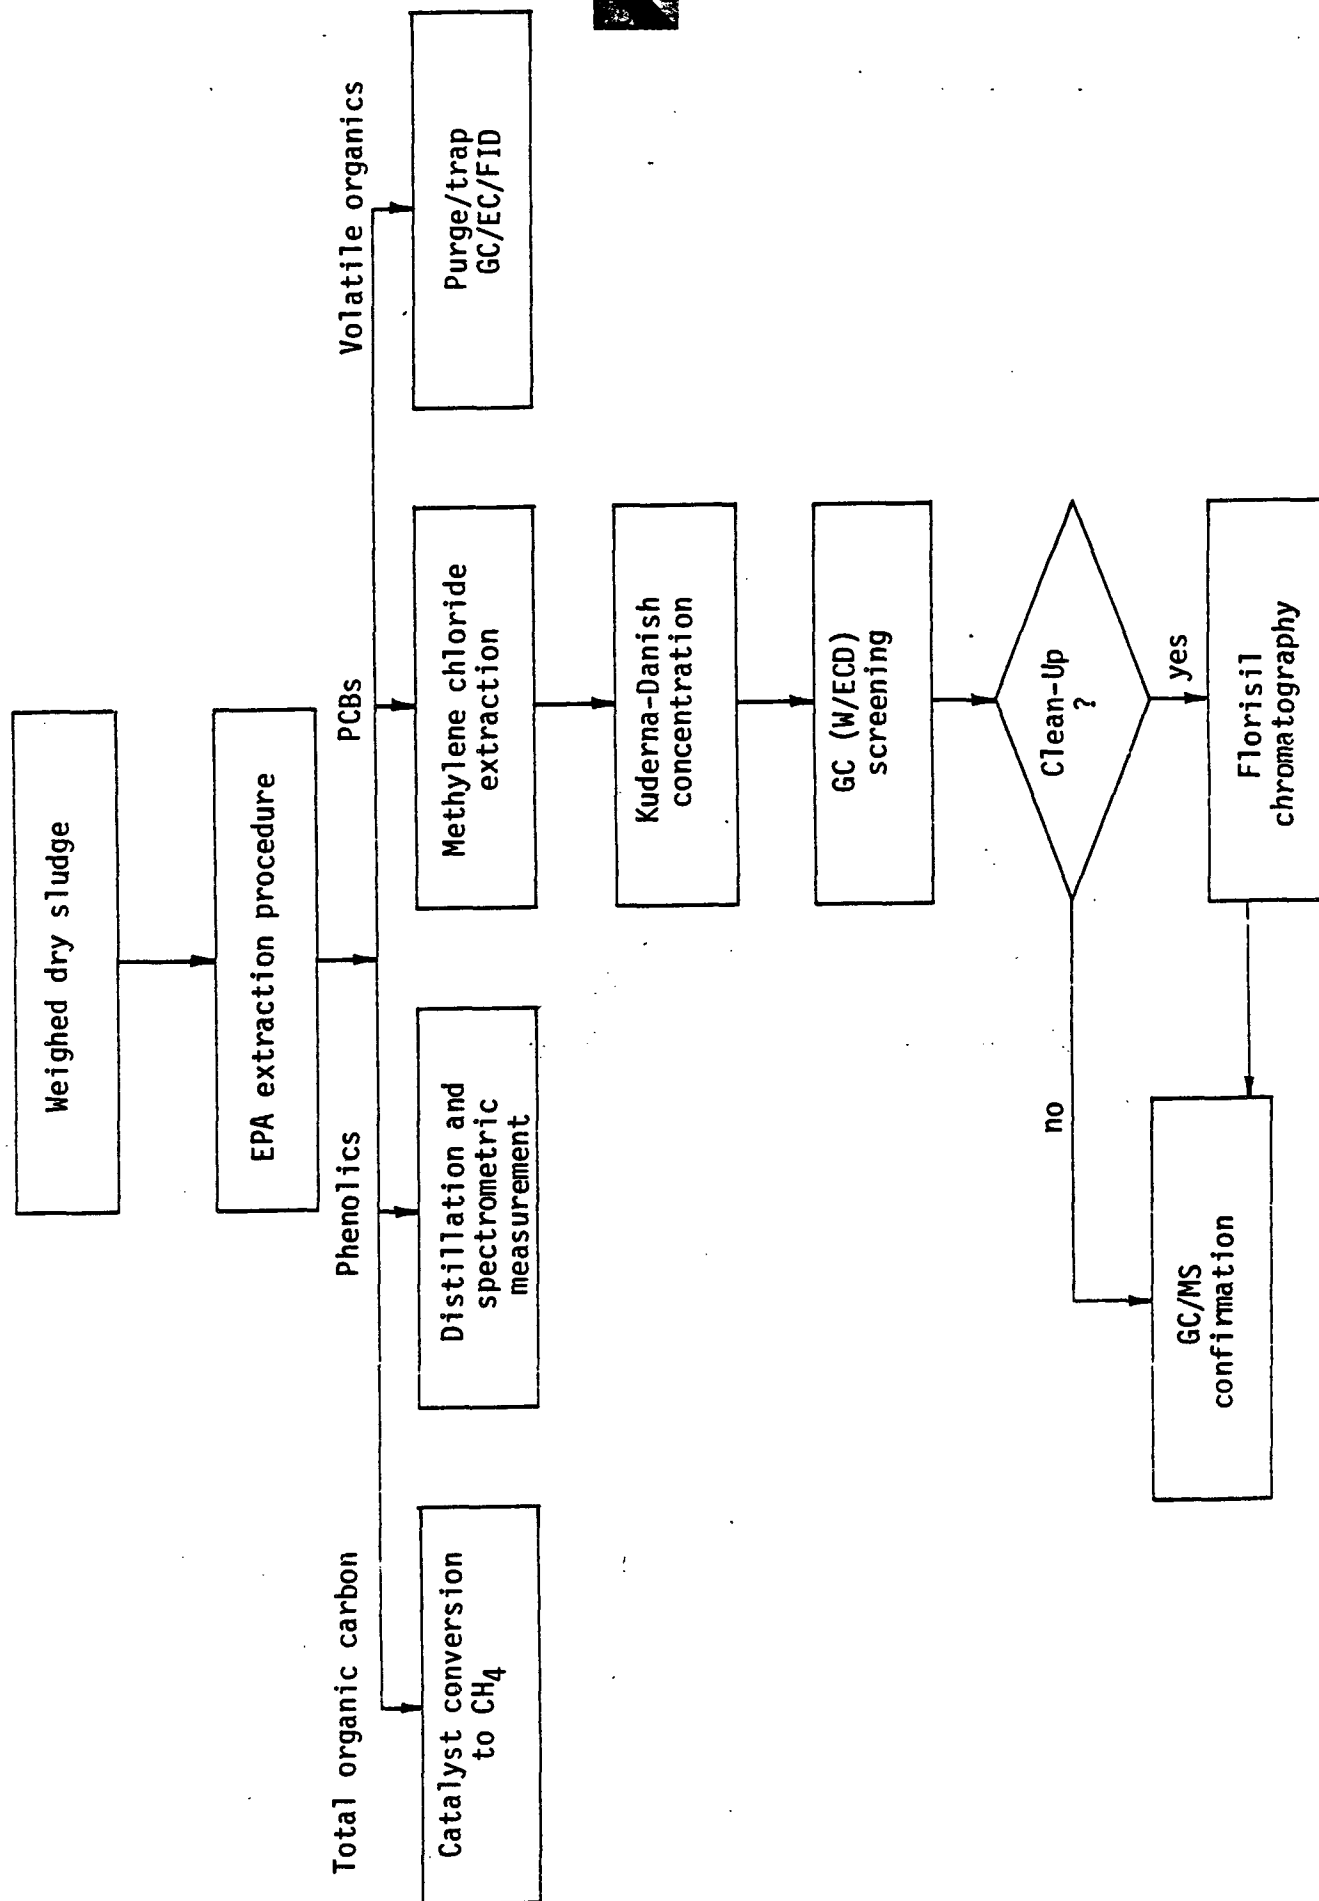 Weighed dry sludge
EPA extraction procedure
Total organic carbon
Phenolics
PCBs
Volatile organics
Catalyst conversion
to CH4
Distillation and
spectrometric
measurement
Methylene chloride
extraction
Purge/trap
GC/EC/FID
Kuderna-Danish
concentration
GC (W/ECD)
screening
Clean-Up
?
no
yes
GC/MS
confirmation
Florisil
chromatography